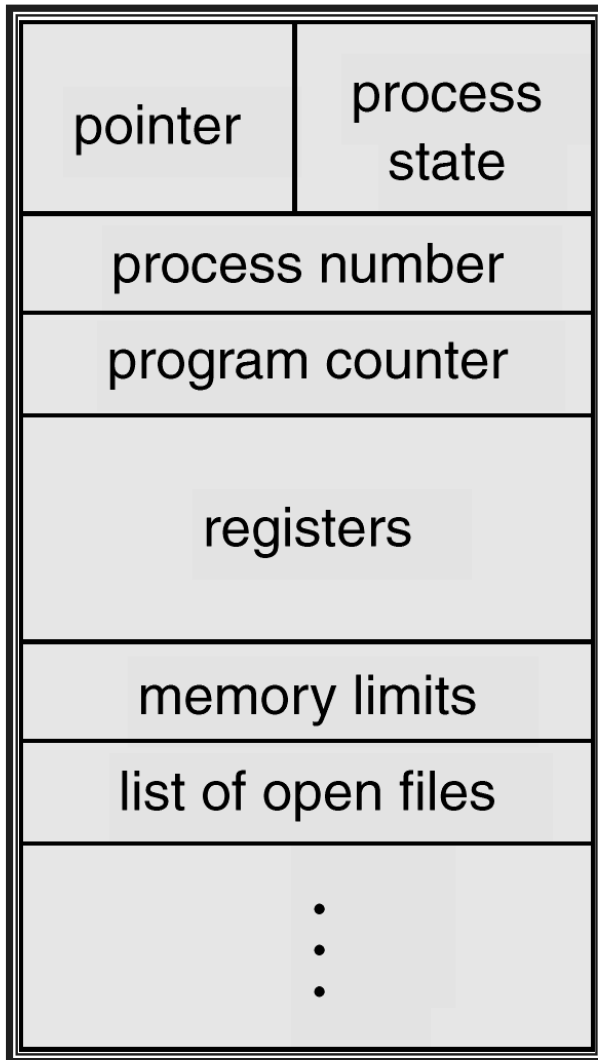 pointer
process
state
process number
program counter
registers
memory limits
list of open files